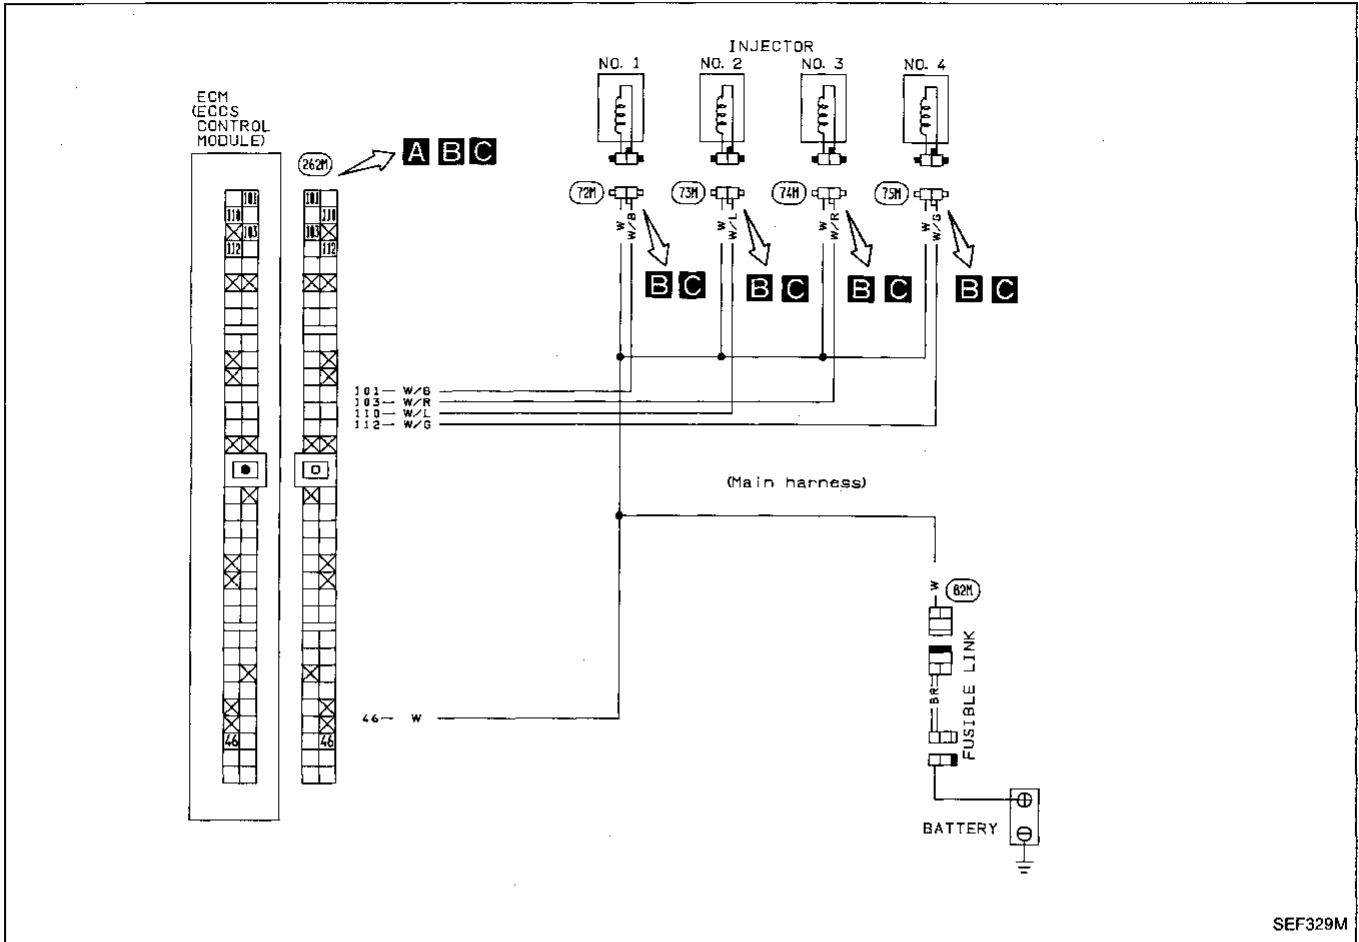 INJECTOR
NO. 1 NO. 2 NO. 3 NO. 4
ECM
(ECCS
CONTROL
MODULE)
262M A B C
72M 73M 74M 75M
101 101
110 110
103 103
112 112
W W/B W W/L W W/R W W/G
B C B C B C B C
101 W/B
103 W/R
110 W/L
112 W/G
(Main harness)
W 82M
FUSIBLE LINK
BR
46 W
46 46
BATTERY
SEF329M